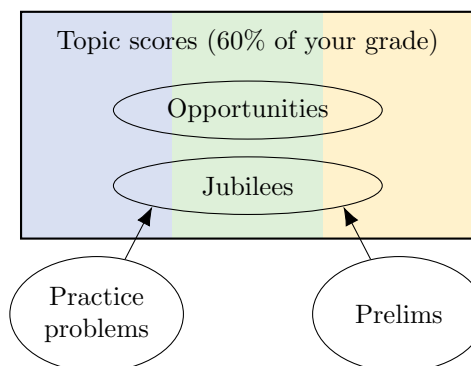 Topic scores (60% of your grade)
Opportunities
Jubilees
Practice
problems
Prelims